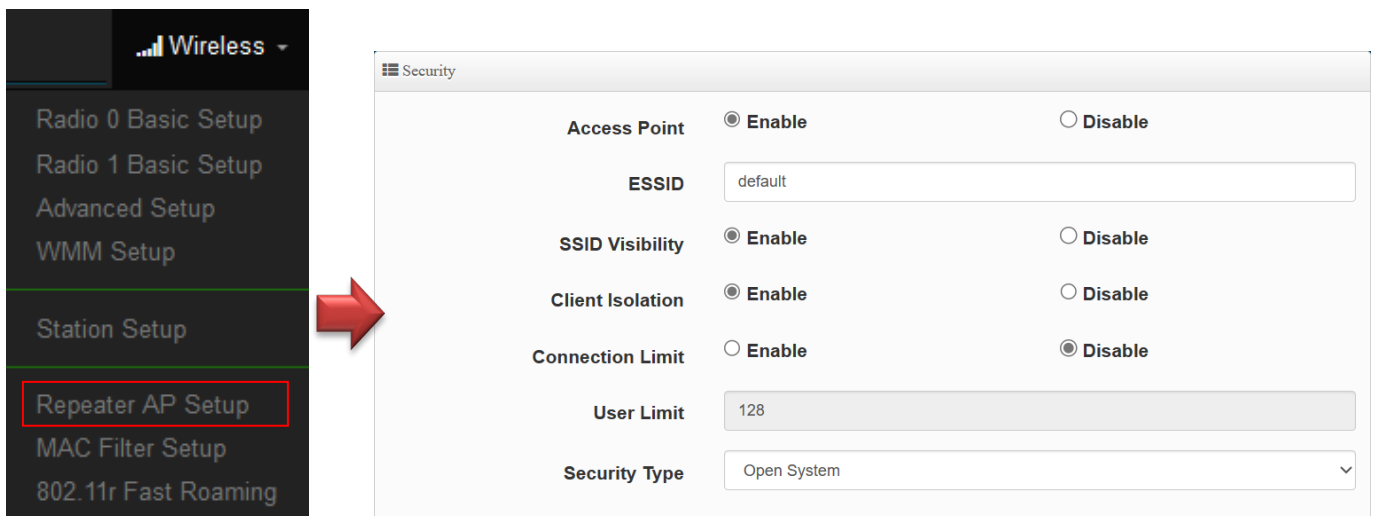 Wireless
Radio 0 Basic Setup
Radio 1 Basic Setup
Advanced Setup
WMM Setup
Station Setup
Repeater AP Setup
MAC Filter Setup
802.11r Fast Roaming
Security
Access Point Enable Disable
ESSID default
SSID Visibility Enable Disable
Client Isolation Enable Disable
Connection Limit Enable Disable
User Limit 128
Security Type Open System